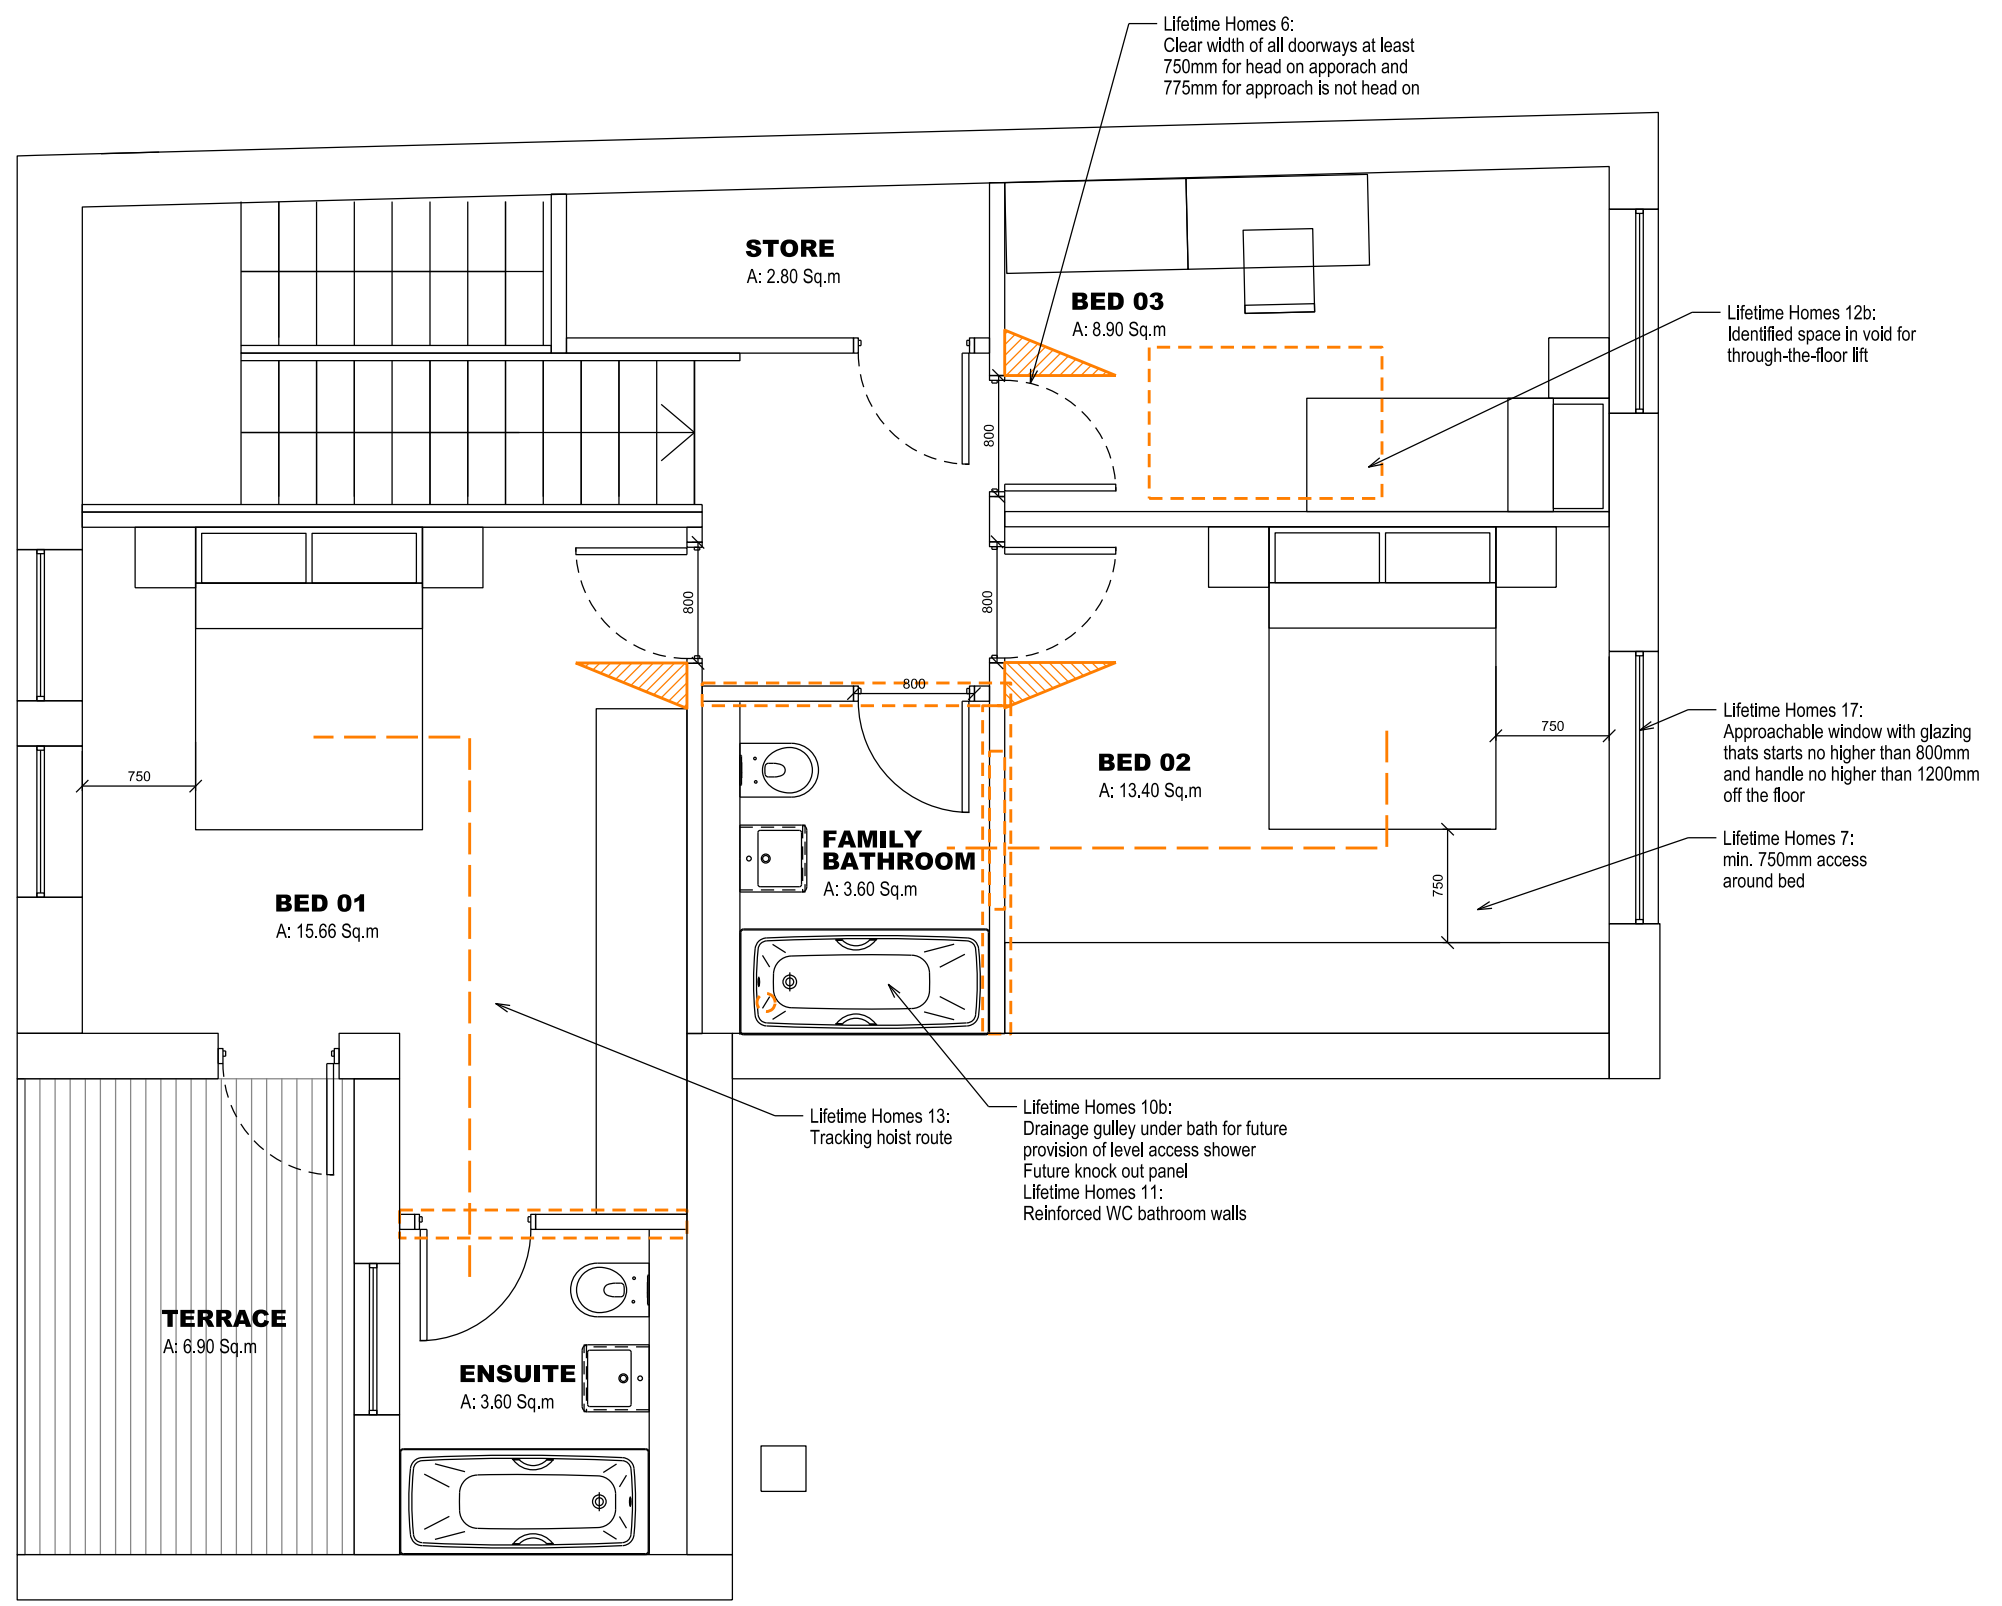 Lifetime Homes 6:
Clear width of all doorways at least
750mm for head on apporach and
775mm for approach is not head on
STORE
A: 2.80 Sq.m
BED 03
A: 8.90 Sq.m
Lifetime Homes 12b:
Identified space in void for
through-the-floor lift
800
800
800
800
750
750
750
Lifetime Homes 17:
Approachable window with glazing
thats starts no higher than 800mm
and handle no higher than 1200mm
off the floor
BED 02
A: 13.40 Sq.m
FAMILY
BATHROOM
A: 3.60 Sq.m
Lifetime Homes 7:
min. 750mm access
around bed
BED 01
A: 15.66 Sq.m
Lifetime Homes 13:
Tracking hoist route
Lifetime Homes 10b:
Drainage gulley under bath for future
provision of level access shower
Future knock out panel
Lifetime Homes 11:
Reinforced WC bathroom walls
TERRACE
A: 6.90 Sq.m
ENSUITE
A: 3.60 Sq.m